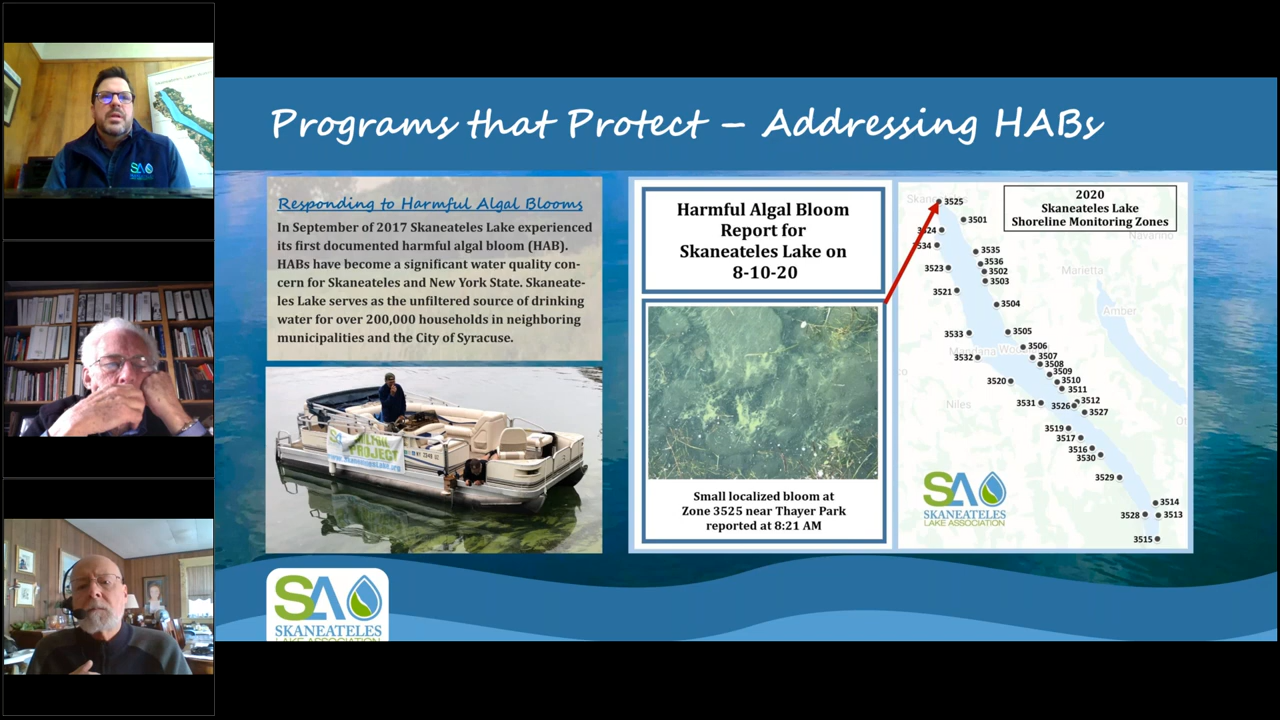 Programs that Protect – Addressing HABs
Responding to Harmful Algal Blooms
In September of 2017 Skaneateles Lake experienced
its first documented harmful algal bloom (HAB).
HABs have become a significant water quality con-
cern for Skaneateles and New York State. Skaneate-
les Lake serves as the unfiltered source of drinking
water for over 200,000 households in neighboring
municipalities and the City of Syracuse.
PROJECT
Harmful Algal Bloom
Report for
Skaneateles Lake on
8-10-20
Small localized bloom at
Zone 3525 near Thayer Park
reported at 8:21 AM
2020
Skaneateles Lake
Shoreline Monitoring Zones
3525
3501
3535
3536
3523
3502
3503
3521
3504
3533
3505
3506
3532
3507
3508
3509
3520
3510
3511
3512
3531
3526
3527
3519
3517
3516
3530
3529
3514
3528
3513
3515
Navarino
Marietta
Amber
Niles
SA
SKANEATELES
LAKE ASSOCIATION
SA
SKANEATELES
LAKE ASSOCIATION
SA